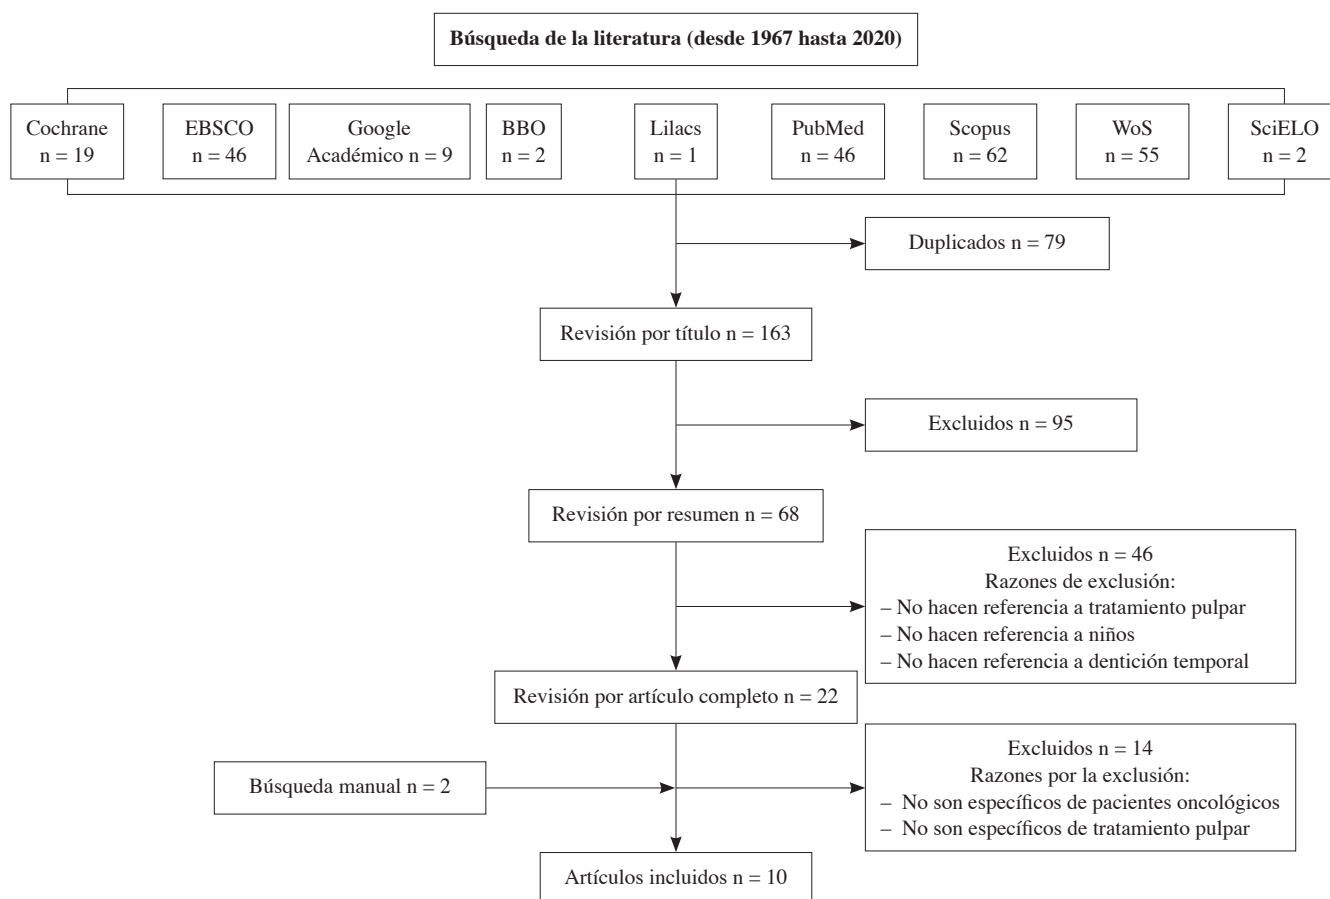 Búsqueda de la literatura (desde 1967 hasta 2020)
Cochrane
n = 19
EBSCO
n = 46
Google
Académico n = 9
BBO
n = 2
Lilacs
n = 1
PubMed
n = 46
Scopus
n = 62
WoS
n = 55
SciELO
n = 2
Duplicados n = 79
Revisión por título n = 163
Excluidos n = 95
Revisión por resumen n = 68
Excluidos n = 46
Razones de exclusión:
– No hacen referencia a tratamiento pulpar
– No hacen referencia a niños
– No hacen referencia a dentición temporal
Revisión por artículo completo n = 22
Búsqueda manual n = 2
Excluidos n = 14
Razones por la exclusión:
– No son específicos de pacientes oncológicos
– No son específicos de tratamiento pulpar
Artículos incluidos n = 10